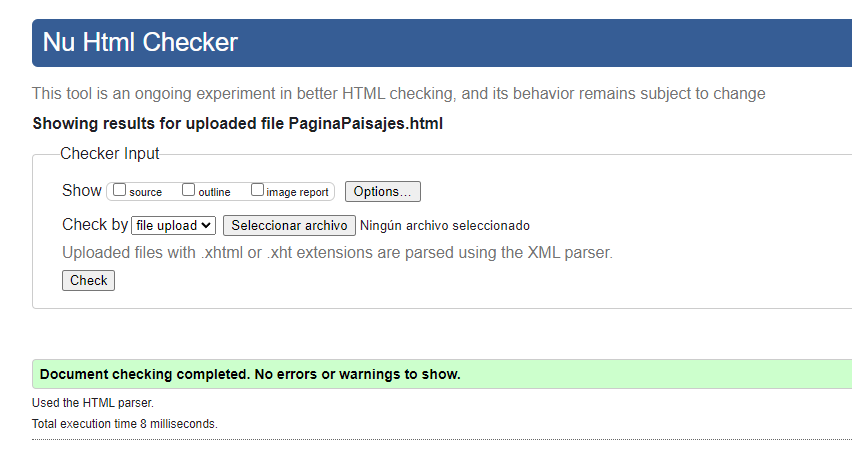 Nu Html Checker
This tool is an ongoing experiment in better HTML checking, and its behavior remains subject to change
Showing results for uploaded file PaginaPaisajes.html
Checker Input
Show source outline image report Options...
Check by file upload Seleccionar archivo Ningún archivo seleccionado
Uploaded files with .xhtml or .xht extensions are parsed using the XML parser.
Check
Document checking completed. No errors or warnings to show.
Used the HTML parser.
Total execution time 8 milliseconds.